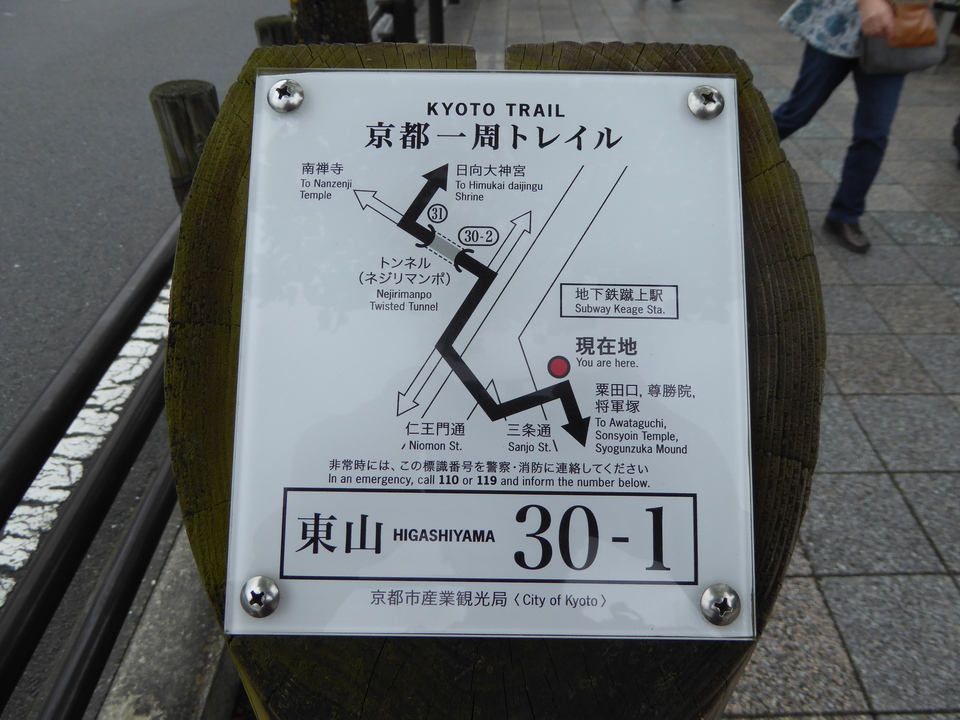 KYOTO TRAIL
京都一周トレイル
南禅寺
To Nanzenji
Temple
日向大神宮
To Himukai daijingu
Shrine
31
30-2
トンネル
(ネジリマンポ)
Nejirimanpo
Twisted Tunnel
地下鉄蹴上駅
Subway Keage Sta.
現在地
You are here.
粟田口, 尊勝院,
将軍塚
To Awataguchi,
Sonsyoin Temple,
Syogunzuka Mound
仁王門通
Niomon St.
三条通
Sanjo St.
非常時には、この標識番号を警察・消防に連絡してください
In an emergency, call 110 or 119 and inform the number below.
東山 HIGASHIYAMA 30-1
京都市産業観光局〈City of Kyoto〉